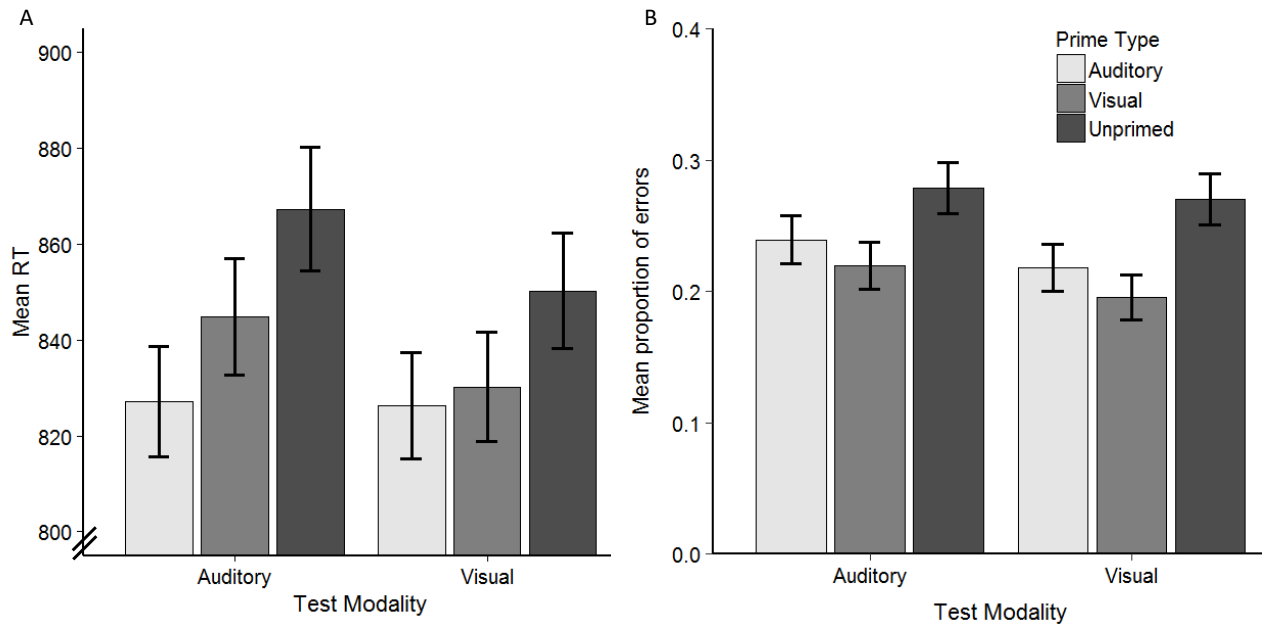 A
900
880
860
840
820
800
Mean RT
Auditory
Visual
Test Modality
B
0.4
0.3
0.2
0.1
0.0
Mean proportion of errors
Prime Type
Auditory
Visual
Unprimed
Auditory
Visual
Test Modality